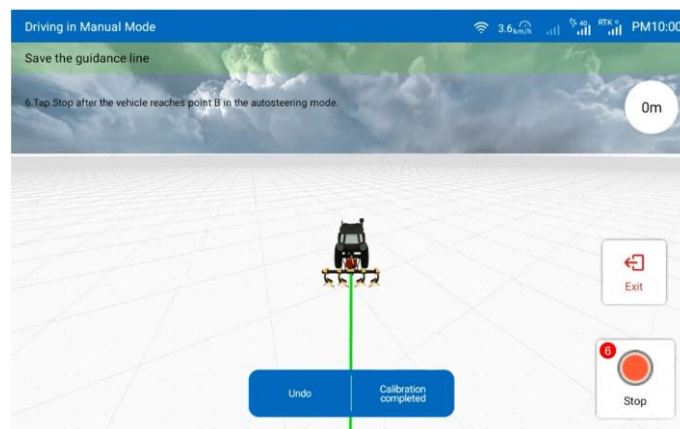 Driving in Manual Mode
3.6km/h
40
RTK
PM10:00
Save the guidance line
6.Tap Stop after the vehicle reaches point B in the autosteering mode.
0m
Exit
6
Stop
Undo
Calibration
completed